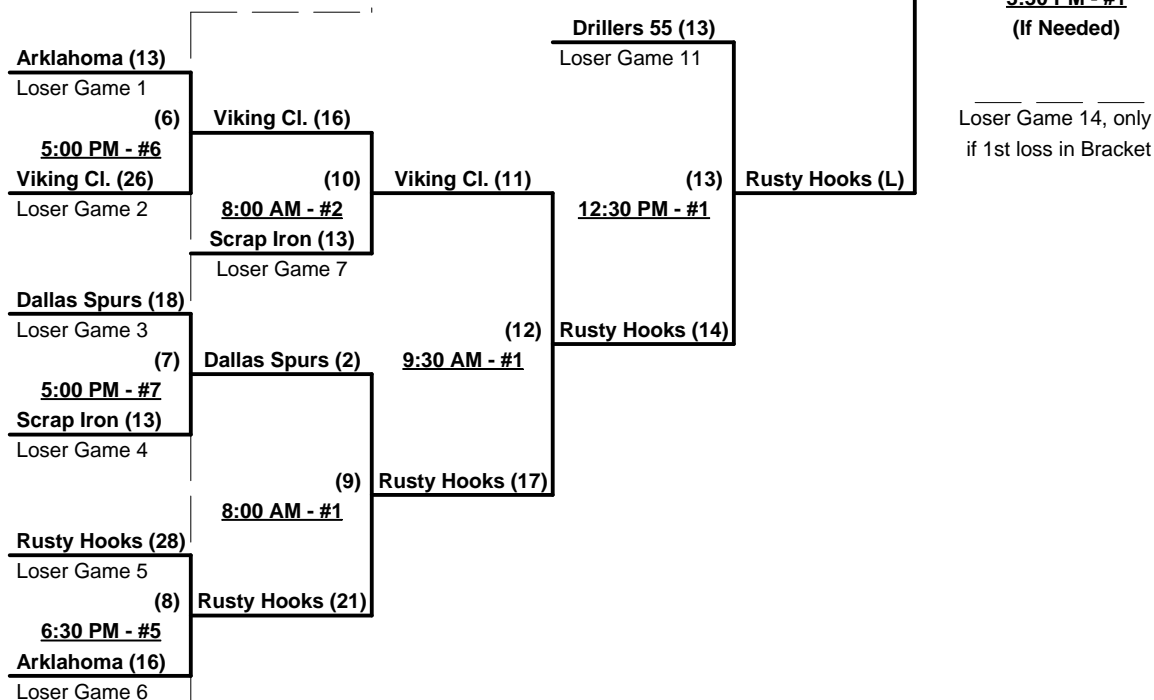 Drillers 55 (13)
(If Needed)
Arklahoma (13)
Loser Game 11
Loser Game 1
(6)
Viking Cl. (16)
Loser Game 14, only
5:00 PM - #6
if 1st loss in Bracket
Viking Cl. (26)
(10)
Viking Cl. (11)
(13)
Rusty Hooks (L)
Loser Game 2
8:00 AM - #2
12:30 PM - #1
Scrap Iron (13)
Loser Game 7
Dallas Spurs (18)
Loser Game 3
(12)
Rusty Hooks (14)
(7)
Dallas Spurs (2)
9:30 AM - #1
5:00 PM - #7
Scrap Iron (13)
Loser Game 4
(9)
Rusty Hooks (17)
8:00 AM - #1
Rusty Hooks (28)
Loser Game 5
(8)
Rusty Hooks (21)
6:30 PM - #5
Arklahoma (16)
Loser Game 6